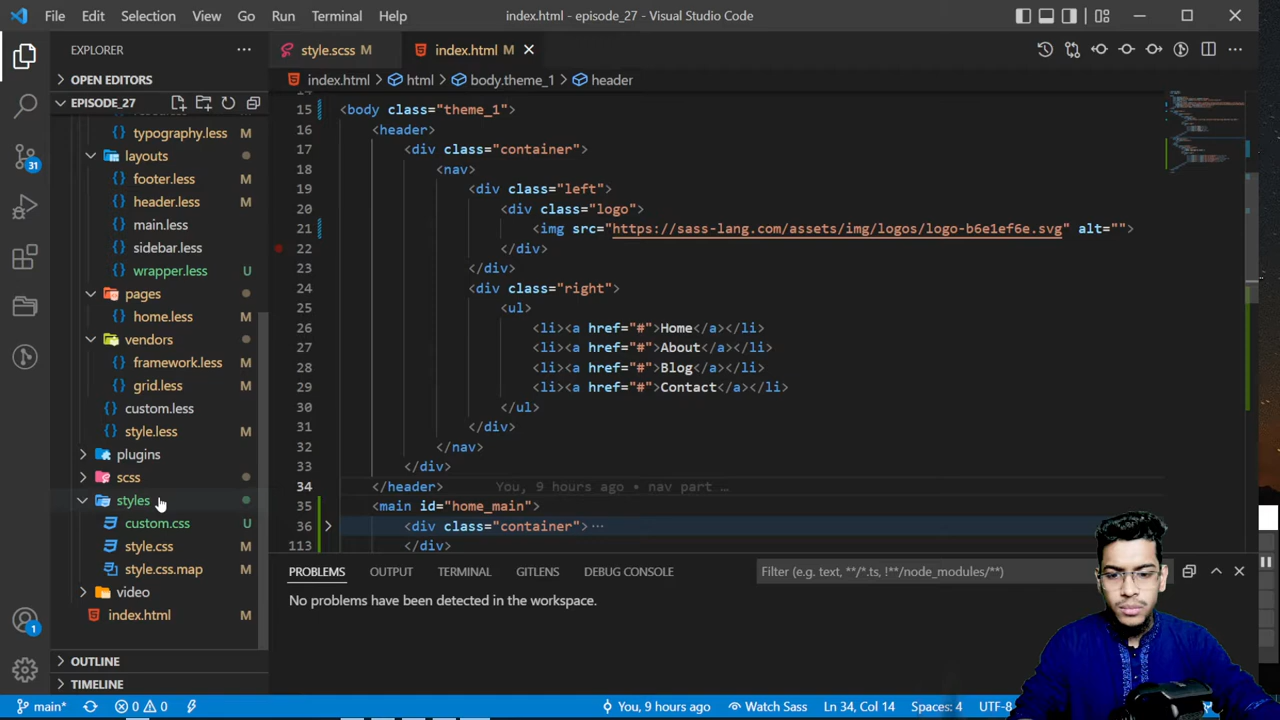 File Edit Selection View Go Run Terminal Help index.html - episode_27 - Visual Studio Code
EXPLORER
OPEN EDITORS
EPISODE_27
typography.less M
layouts
footer.less M
header.less M
main.less
sidebar.less
wrapper.less U
pages
home.less M
vendors
framework.less M
grid.less M
custom.less
style.less M
plugins
scss
styles
custom.css U
style.css M
style.css.map M
video
index.html M
OUTLINE
TIMELINE
31
1
style.scss M index.html M
index.html > html > body.theme_1 > header
15 <body class="theme_1">
16 <header>
17 <div class="container">
18 <nav>
19 <div class="left">
20 <div class="logo">
21 <img src="https://sass-lang.com/assets/img/logos/logo-b6e1ef6e.svg" alt="">
22 </div>
23 </div>
24 <div class="right">
25 <ul>
26 <li><a href="#">Home</a></li>
27 <li><a href="#">About</a></li>
28 <li><a href="#">Blog</a></li>
29 <li><a href="#">Contact</a></li>
30 </ul>
31 </div>
32 </nav>
33 </div>
34 </header> You, 9 hours ago • nav part …
35 <main id="home_main">
36 <div class="container"> ···
113 </div>
PROBLEMS OUTPUT TERMINAL GITLENS DEBUG CONSOLE Filter (e.g. text, **/*.ts, !**/node_modules/**)
No problems have been detected in the workspace.
main* 0 0 You, 9 hours ago Watch Sass Ln 34, Col 14 Spaces: 4 UTF-8